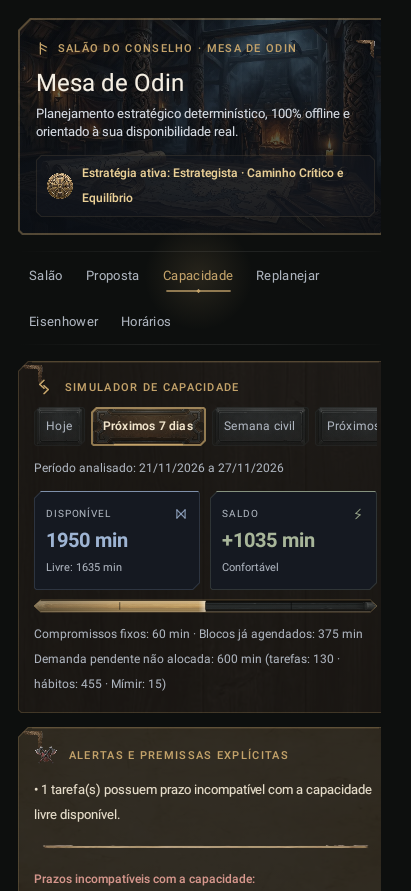 SALÃO DO CONSELHO · MESA DE ODIN
Mesa de Odin
Planejamento estratégico determinístico, 100% offline e
orientado à sua disponibilidade real.
Estratégia ativa: Estrategista · Caminho Crítico e
Equilíbrio
Salão Proposta Capacidade Replanejar
Eisenhower Horários
SIMULADOR DE CAPACIDADE
Hoje Próximos 7 dias Semana civil Próximos
Período analisado: 21/11/2026 a 27/11/2026
DISPONÍVEL
1950 min
Livre: 1635 min
SALDO
+1035 min
Confortável
Compromissos fixos: 60 min · Blocos já agendados: 375 min
Demanda pendente não alocada: 600 min (tarefas: 130 ·
hábitos: 455 · Mímir: 15)
ALERTAS E PREMISSAS EXPLÍCITAS
• 1 tarefa(s) possuem prazo incompatível com a capacidade
livre disponível.
Prazos incompatíveis com a capacidade: